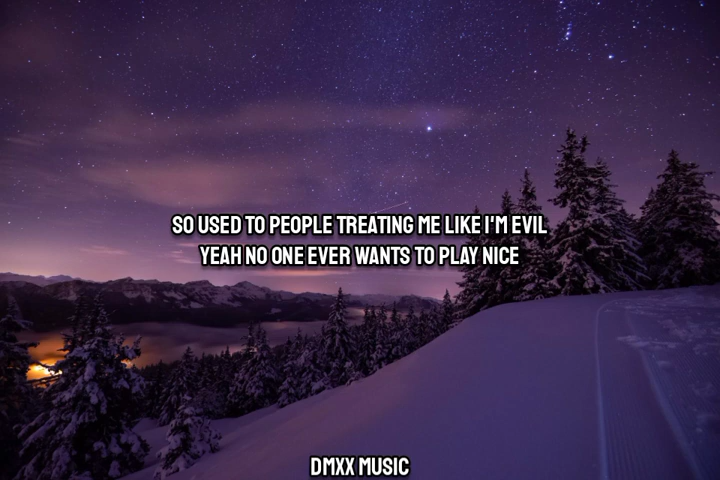 SO USED TO PEOPLE TREATING ME LIKE I'M EVIL
YEAH NO ONE EVER WANTS TO PLAY NICE
DMXX MUSIC